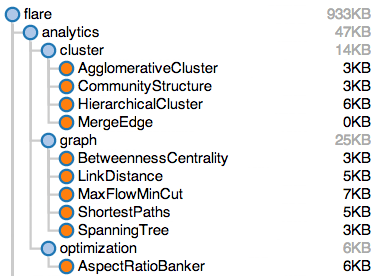 flare 933KB
analytics 47KB
cluster 14KB
AgglomerativeCluster 3KB
CommunityStructure 3KB
HierarchicalCluster 6KB
MergeEdge 0KB
graph 25KB
BetweennessCentrality 3KB
LinkDistance 5KB
MaxFlowMinCut 7KB
ShortestPaths 5KB
SpanningTree 3KB
optimization 6KB
AspectRatioBanker 6KB